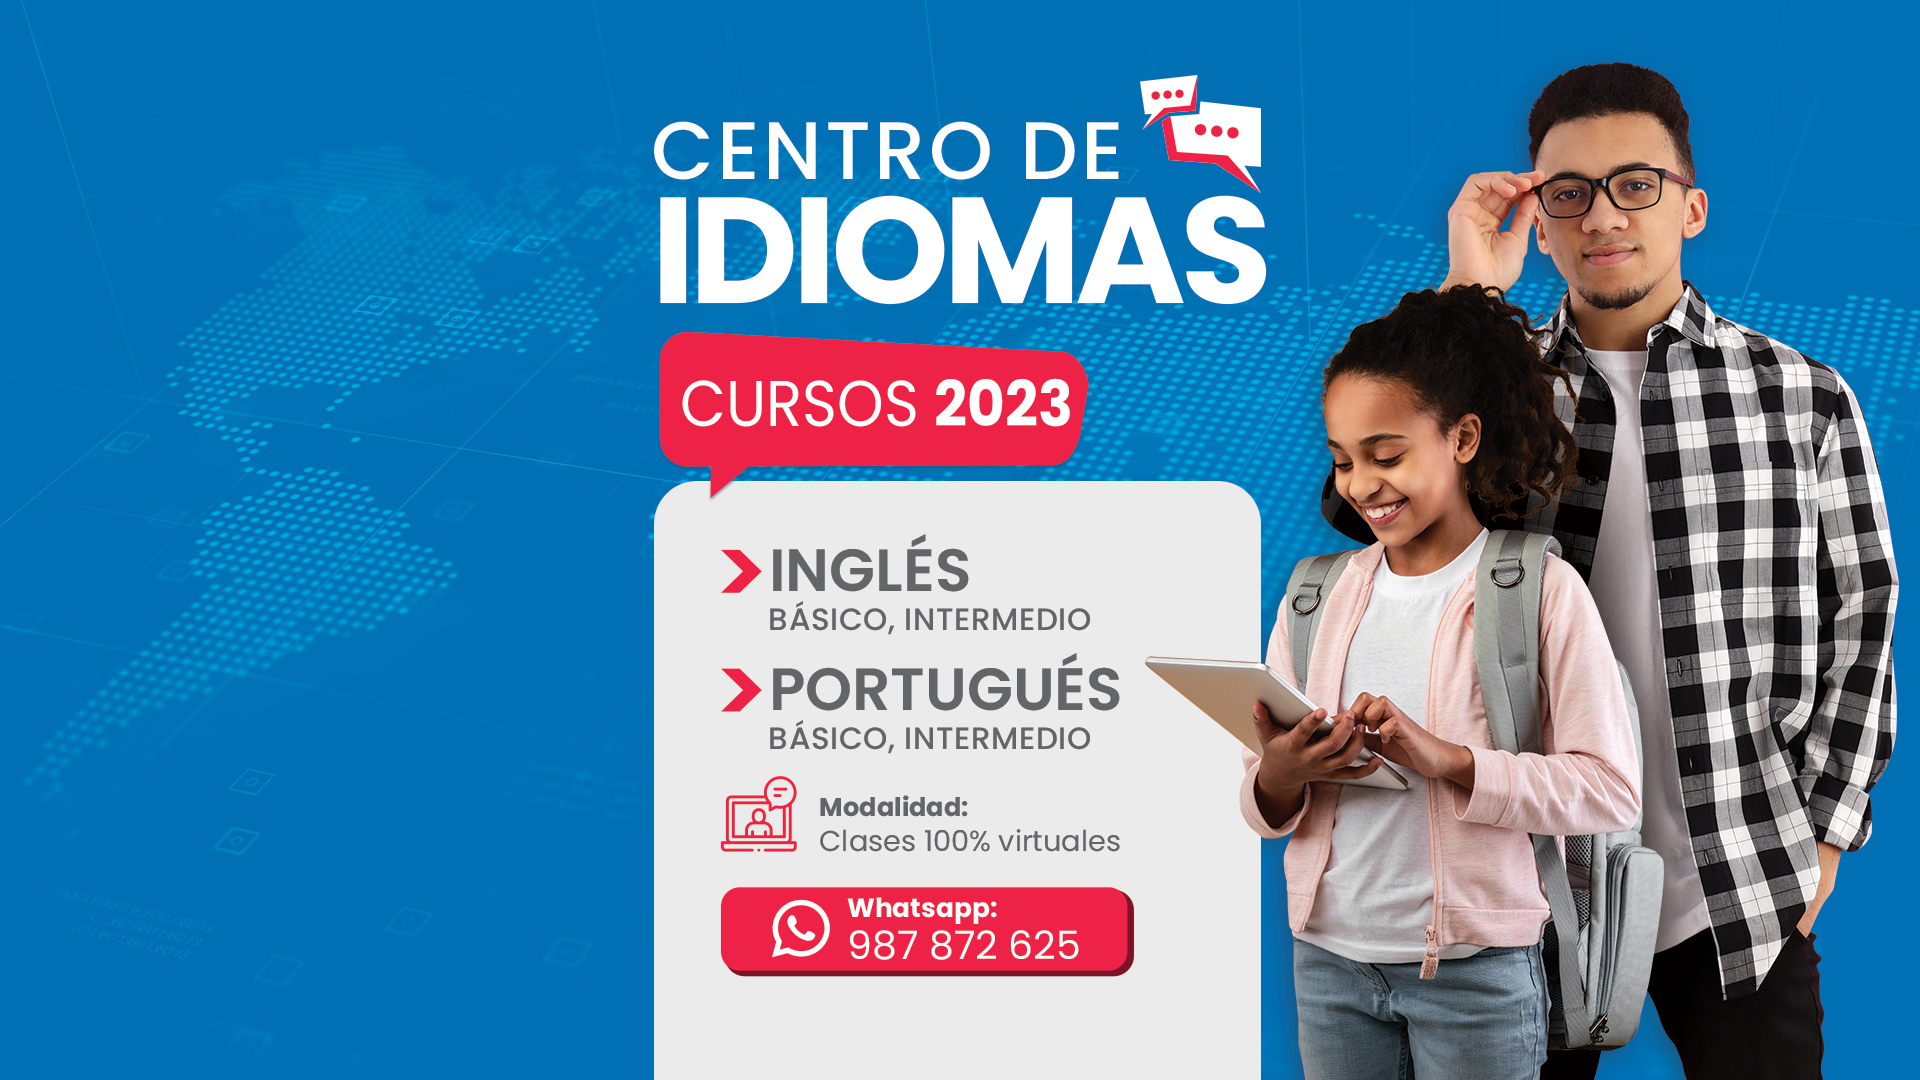 CENTRO DE
IDIOMAS
CURSOS 2023
INGLÉS
BÁSICO, INTERMEDIO
PORTUGUÉS
BÁSICO, INTERMEDIO
Modalidad:
Clases 100% virtuales
Whatsapp:
987 872 625